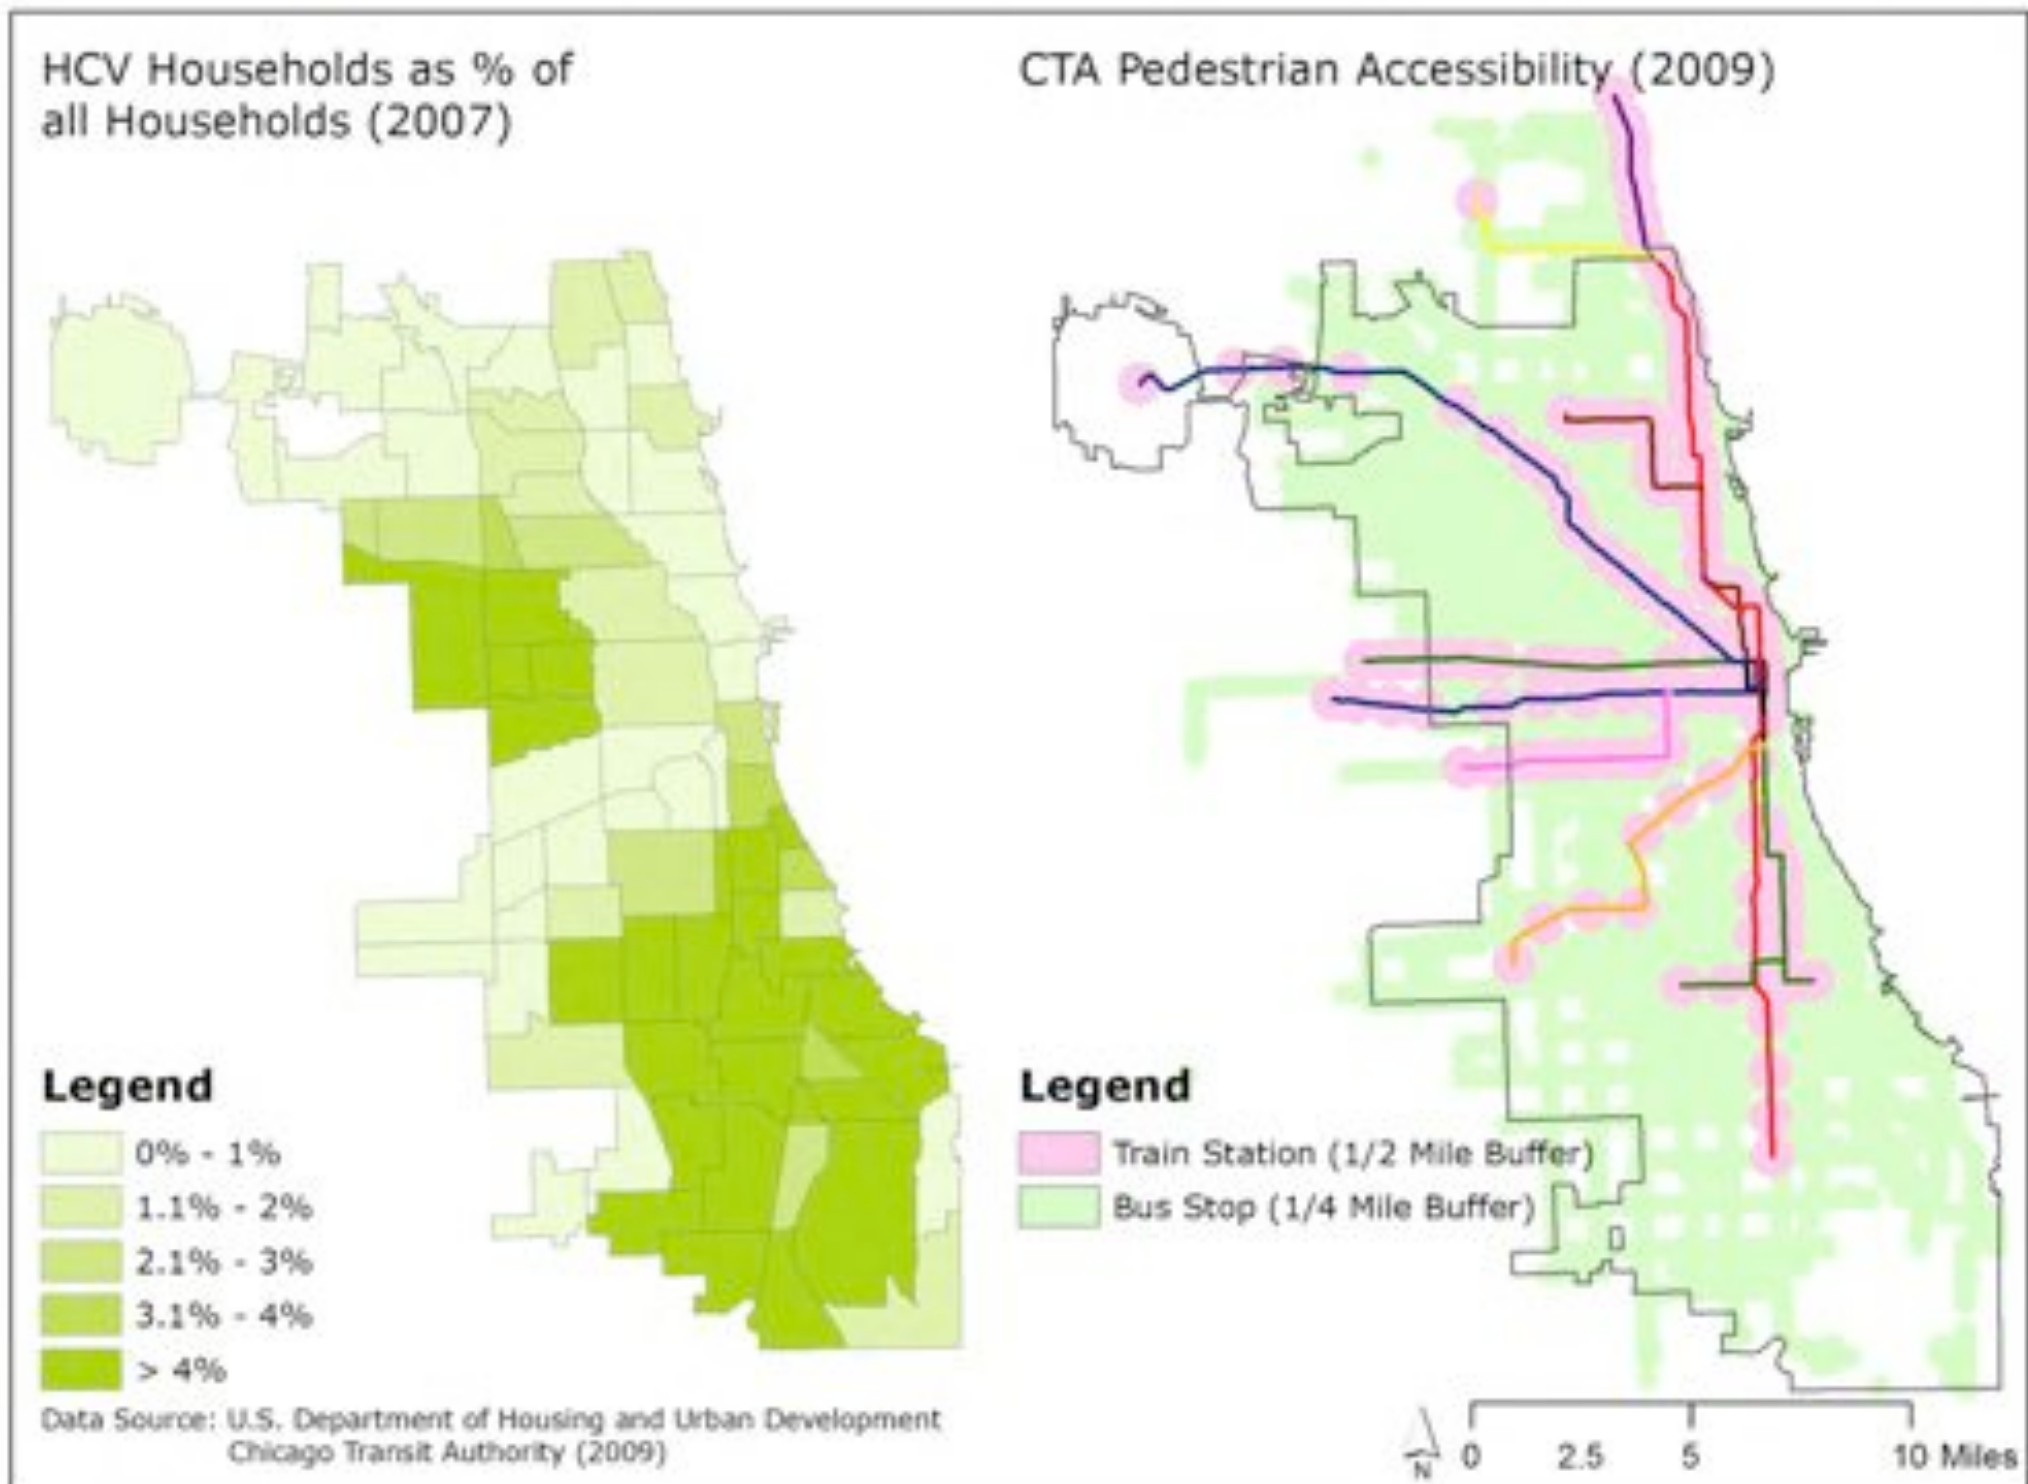 HCV Households as % of
all Households (2007)
CTA Pedestrian Accessibility (2009)
Legend
0% - 1%
1.1% - 2%
2.1% - 3%
3.1% - 4%
> 4%
Data Source: U.S. Department of Housing and Urban Development
Chicago Transit Authority (2009)
Legend
Train Station (1/2 Mile Buffer)
Bus Stop (1/4 Mile Buffer)
N
0 2.5 5 10 Miles